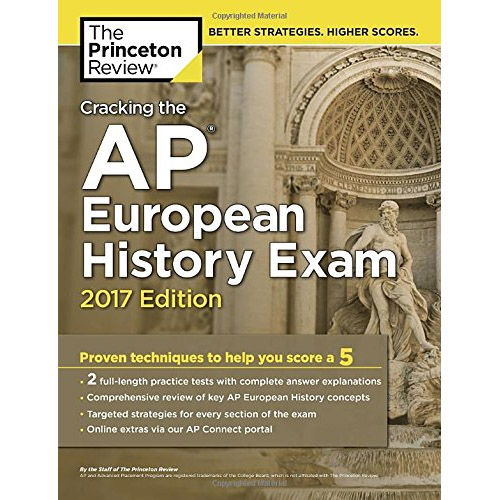 Copyrighted Material
The
Princeton
Review®
BETTER STRATEGIES. HIGHER SCORES.
Cracking the
AP®
European
History Exam
2017 Edition
Proven techniques to help you score a 5
• 2 full-length practice tests with complete answer explanations
• Comprehensive review of key AP European History concepts
• Targeted strategies for every section of the exam
• Online extras via our AP Connect portal
By the Staff of The Princeton Review
AP and Advanced Placement Program are registered trademarks of the College Board, which is not affiliated with The Princeton Review.
Copyrighted Material